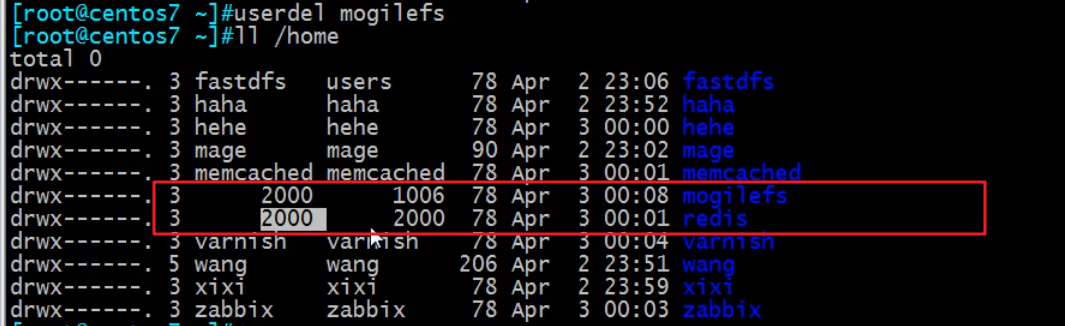 [root@centos7 ~]#userdel mogilefs
[root@centos7 ~]#ll /home
total 0
drwx------. 3 fastdfs   users      78 Apr  2 23:06 fastdfs
drwx------. 3 haha      haha       78 Apr  2 23:52 haha
drwx------. 3 hehe      hehe       78 Apr  3 00:00 hehe
drwx------. 3 mage      mage       90 Apr  2 23:02 mage
drwx------. 3 memcached memcached  78 Apr  3 00:01 memcached
drwx------. 3      2000      1006  78 Apr  3 00:08 mogilefs
drwx------. 3      2000      2000  78 Apr  3 00:01 redis
drwx------. 3 varnish   varnish    78 Apr  3 00:04 varnish
drwx------. 5 wang      wang      206 Apr  2 23:51 wang
drwx------. 3 xixi      xixi       78 Apr  2 23:59 xixi
drwx------. 3 zabbix    zabbix     78 Apr  3 00:03 zabbix